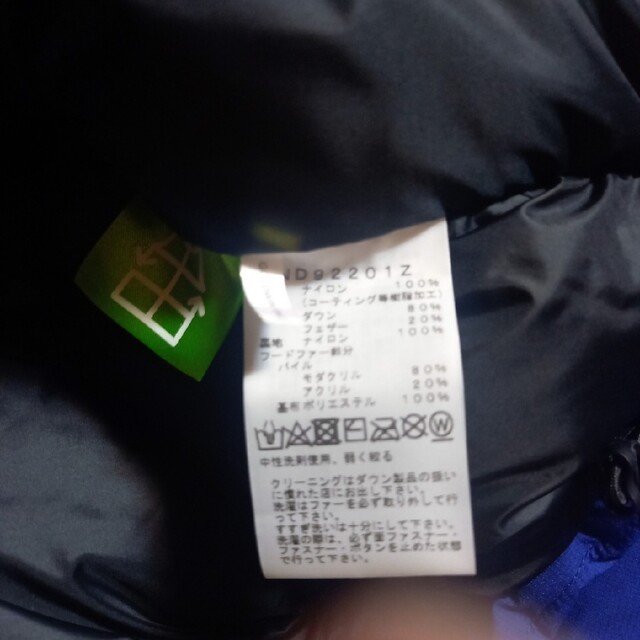 ND92201Z
ナイロン 100%
(コーティング等樹脂加工)
ダウン 80%
フェザー 20%
裏地 ナイロン 100%
フードファー部分
パイル
モダクリル 80%
アクリル 20%
基布ポリエステル 100%
中性洗剤使用、弱く絞る
クリーニングはダウン製品の扱い
に慣れた店にお出し下さい。
洗濯はファーを必ず取り外して行
って下さい。
すすぎは十分にして下さい。
洗濯の際は、必ず全ファスナー、
ファスナー、ボタンを止めた状態
で行って下さい。